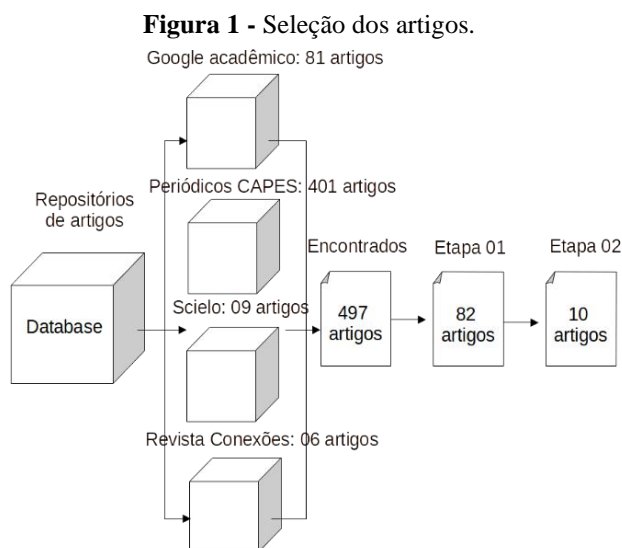 Figura 1 - Seleção dos artigos.
Google acadêmico: 81 artigos
Periódicos CAPES: 401 artigos
Repositórios
de artigos
Database
Scielo: 09 artigos
Revista Conexões: 06 artigos
Encontrados
497
artigos
Etapa 01
82
artigos
Etapa 02
10
artigos